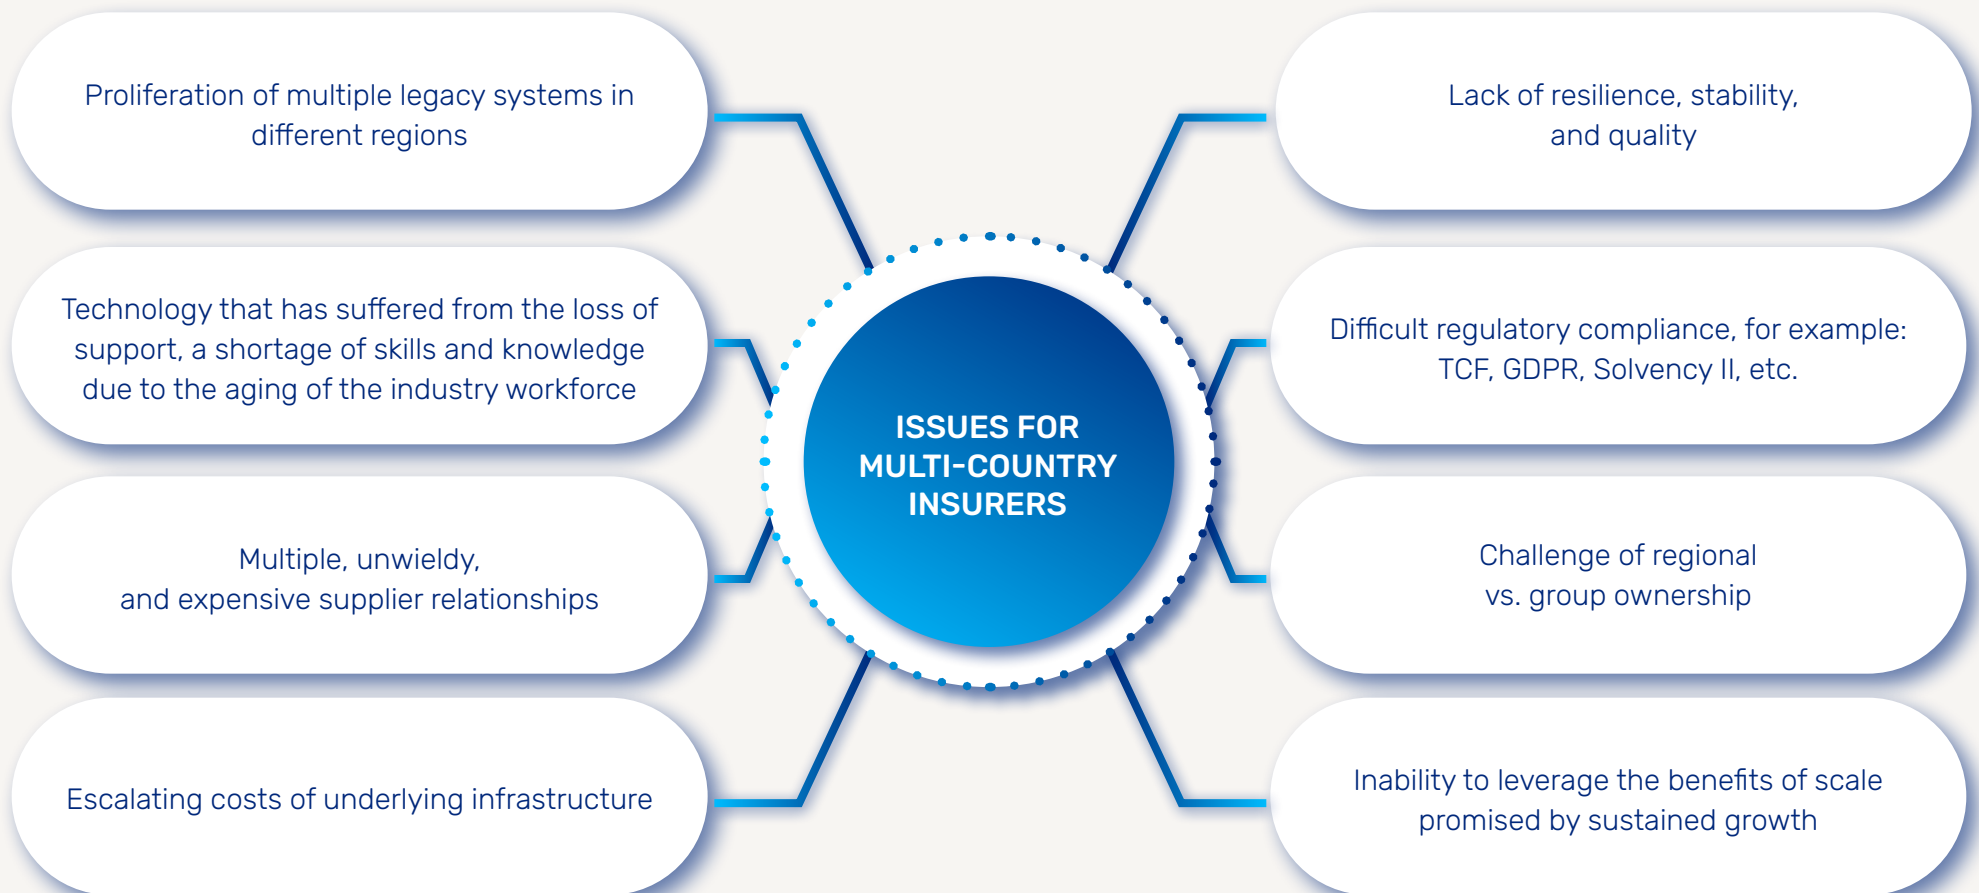 Proliferation of multiple legacy systems in
different regions
Technology that has suffered from the loss of
support, a shortage of skills and knowledge
due to the aging of the industry workforce
Multiple, unwieldy,
and expensive supplier relationships
Escalating costs of underlying infrastructure
ISSUES FOR
MULTI-COUNTRY
INSURERS
Lack of resilience, stability,
and quality
Difficult regulatory compliance, for example:
TCF, GDPR, Solvency II, etc.
Challenge of regional
vs. group ownership
Inability to leverage the benefits of scale
promised by sustained growth